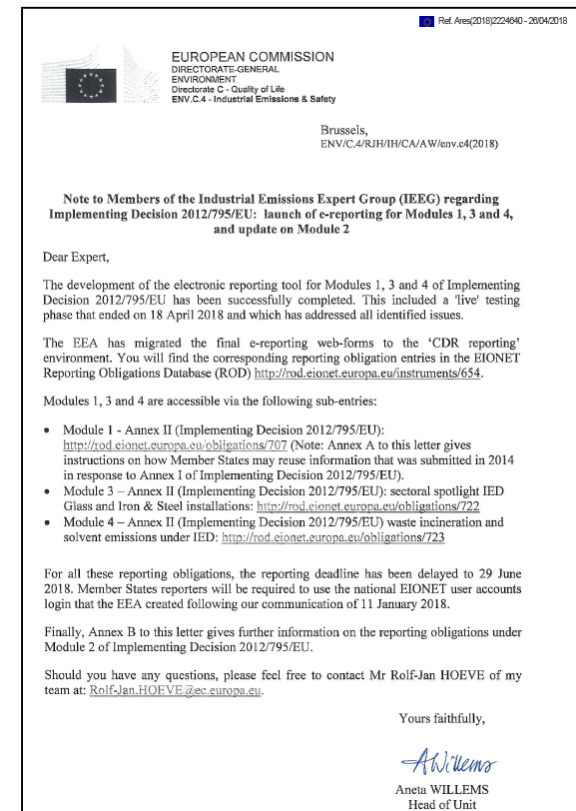 Ref. Ares(2018)2224640 - 26/04/2018
EUROPEAN COMMISSION
DIRECTORATE-GENERAL
ENVIRONMENT
Directorate C - Quality of Life
ENV.C.4 - Industrial Emissions & Safety
Brussels,
ENV/C.4/RJH/IH/CA/AW/env.c4(2018)
Note to Members of the Industrial Emissions Expert Group (IEEG) regarding
Implementing Decision 2012/795/EU: launch of e-reporting for Modules 1, 3 and 4,
and update on Module 2
Dear Expert,
The development of the electronic reporting tool for Modules 1, 3 and 4 of Implementing
Decision 2012/795/EU has been successfully completed. This included a 'live' testing
phase that ended on 18 April 2018 and which has addressed all identified issues.
The EEA has migrated the final e-reporting web-forms to the ‘CDR reporting’
environment. You will find the corresponding reporting obligation entries in the EIONET
Reporting Obligations Database (ROD) http://rod.eionet.europa.eu/instruments/654.
Modules 1, 3 and 4 are accessible via the following sub-entries:
• Module 1 - Annex II (Implementing Decision 2012/795/EU):
http://rod.eionet.europa.eu/obligations/707 (Note: Annex A to this letter gives
instructions on how Member States may reuse information that was submitted in 2014
in response to Annex I of Implementing Decision 2012/795/EU).
• Module 3 – Annex II (Implementing Decision 2012/795/EU): sectoral spotlight IED
Glass and Iron & Steel installations: http://rod.eionet.europa.eu/obligations/722
• Module 4 – Annex II (Implementing Decision 2012/795/EU) waste incineration and
solvent emissions under IED: http://rod.eionet.europa.eu/obligations/723
For all these reporting obligations, the reporting deadline has been delayed to 29 June
2018. Member States reporters will be required to use the national EIONET user accounts
login that the EEA created following our communication of 11 January 2018.
Finally, Annex B to this letter gives further information on the reporting obligations under
Module 2 of Implementing Decision 2012/795/EU.
Should you have any questions, please feel free to contact Mr Rolf-Jan HOEVE of my
team at: Rolf-Jan.HOEVE@ec.europa.eu.
Yours faithfully,
AWillems
Aneta WILLEMS
Head of Unit